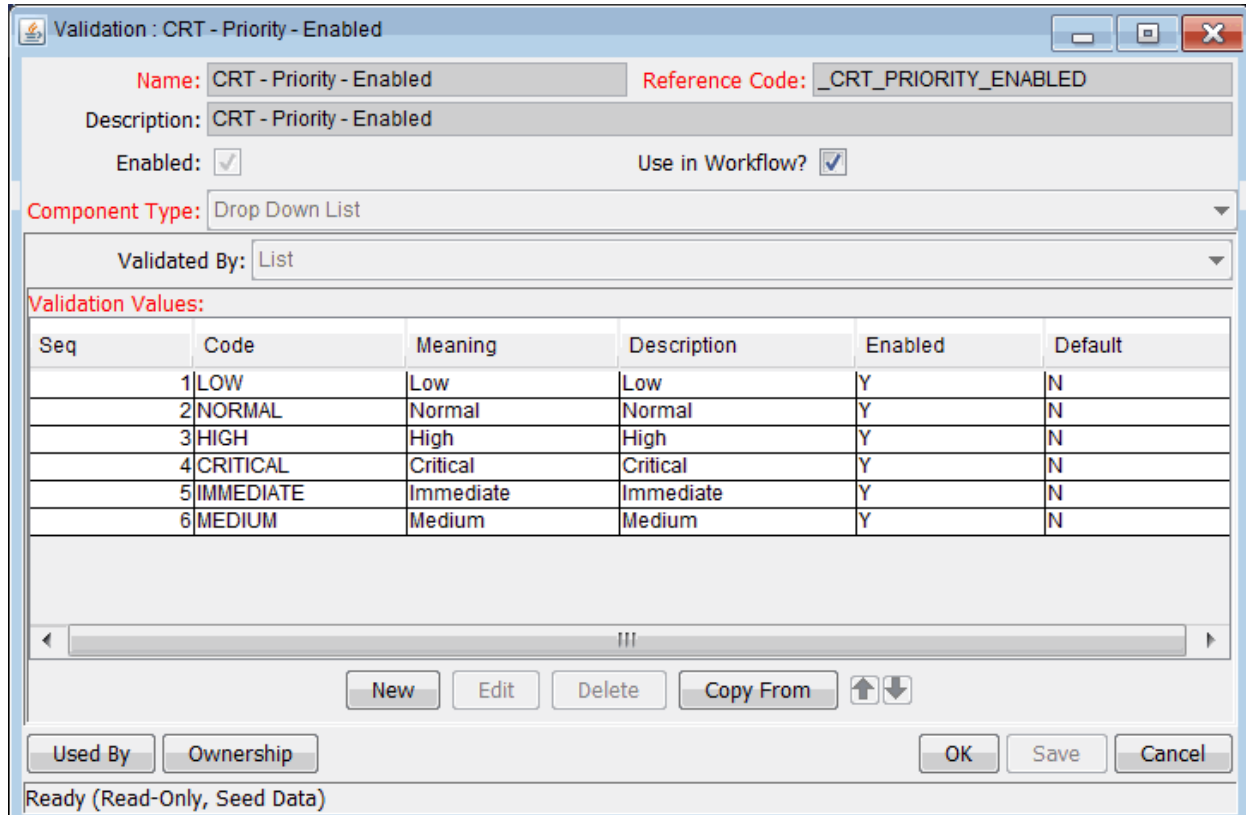 Validation : CRT - Priority - Enabled
Name: CRT - Priority - Enabled Reference Code: _CRT_PRIORITY_ENABLED
Description: CRT - Priority - Enabled
Enabled: Use in Workflow?
Component Type: Drop Down List
Validated By: List
Validation Values:
Seq Code Meaning Description Enabled Default
1 LOW Low Low Y N
2 NORMAL Normal Normal Y N
3 HIGH High High Y N
4 CRITICAL Critical Critical Y N
5 IMMEDIATE Immediate Immediate Y N
6 MEDIUM Medium Medium Y N
New Edit Delete Copy From
Used By Ownership OK Save Cancel
Ready (Read-Only, Seed Data)